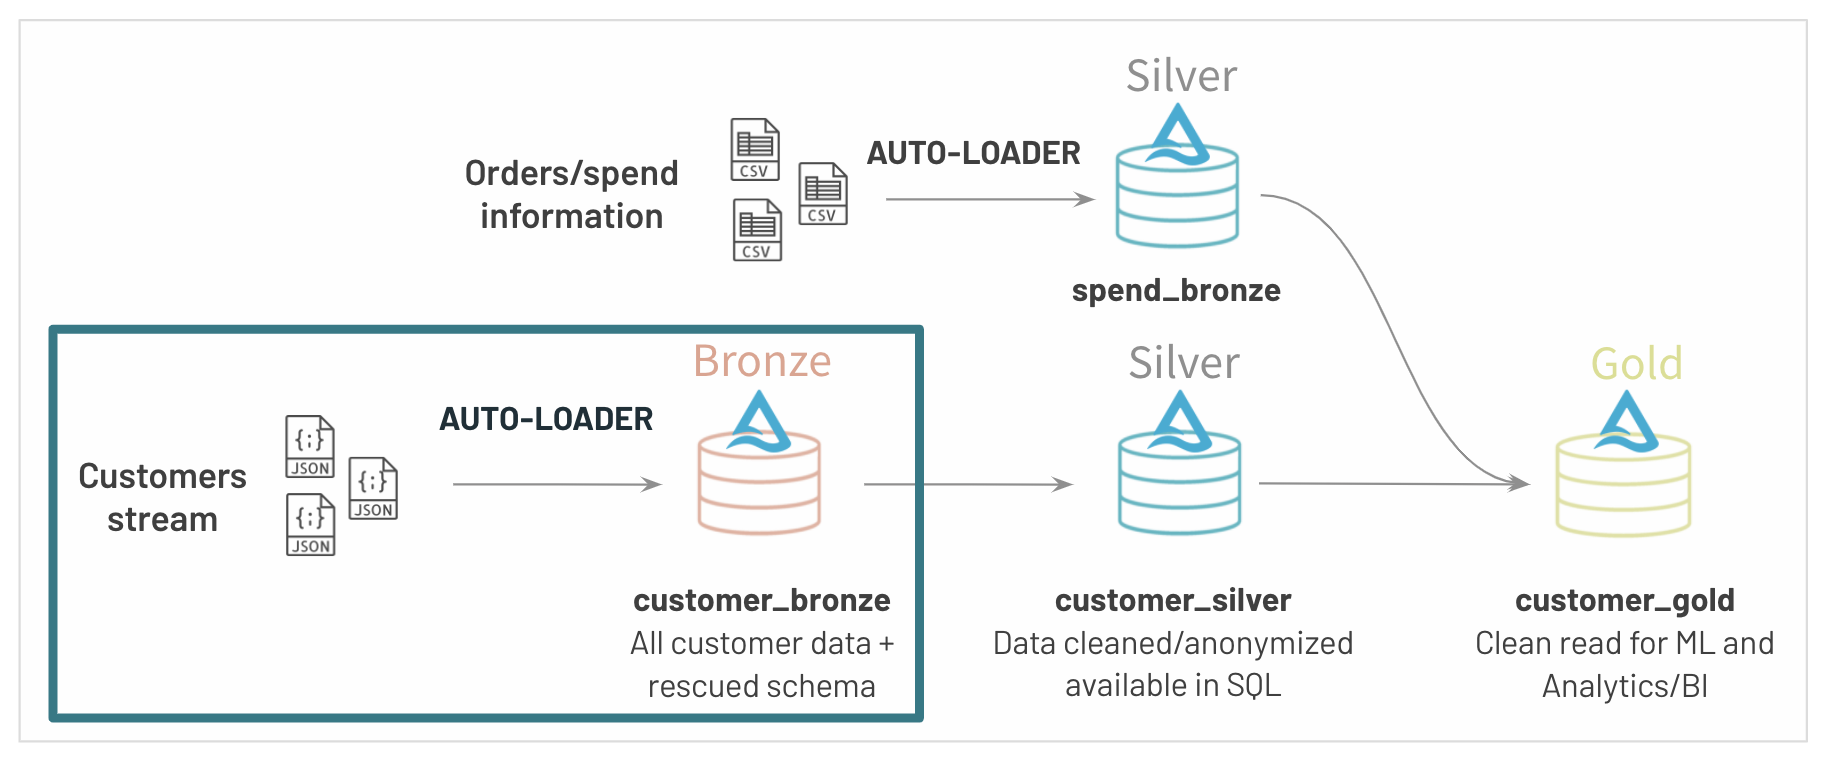 Silver
Orders/spend
information
CSV
CSV
CSV
AUTO-LOADER
spend_bronze
Bronze
Silver
Gold
Customers
stream
JSON
JSON
JSON
AUTO-LOADER
customer_bronze
All customer data +
rescued schema
customer_silver
Data cleaned/anonymized
available in SQL
customer_gold
Clean read for ML and
Analytics/BI